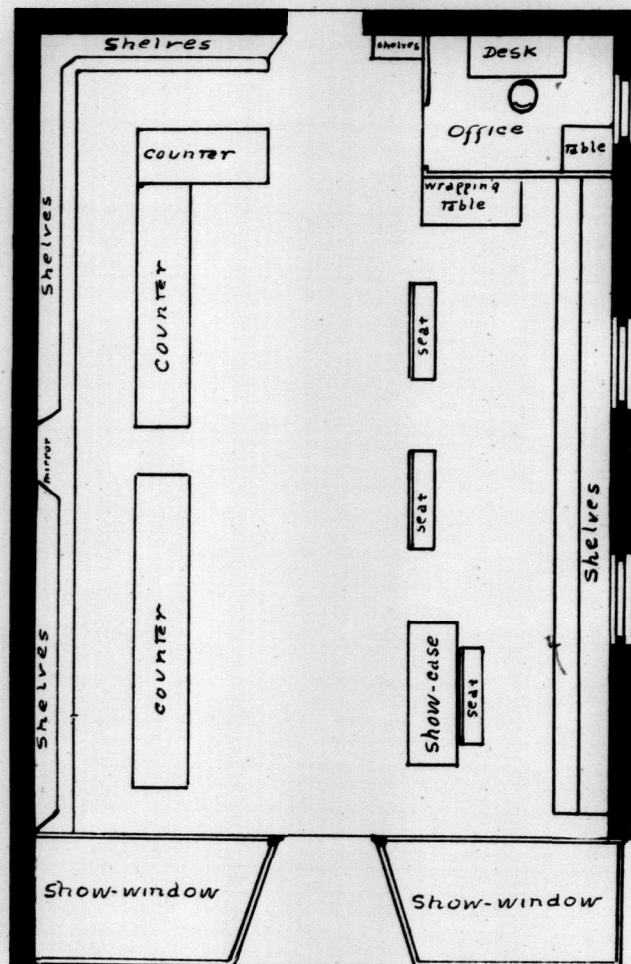 Shelves
shelves
Desk
Office
Table
Counter
wrapping
Table
Shelves
Counter
seat
mirror
seat
Shelves
Shelves
Counter
Show-case
seat
Show-window
Show-window